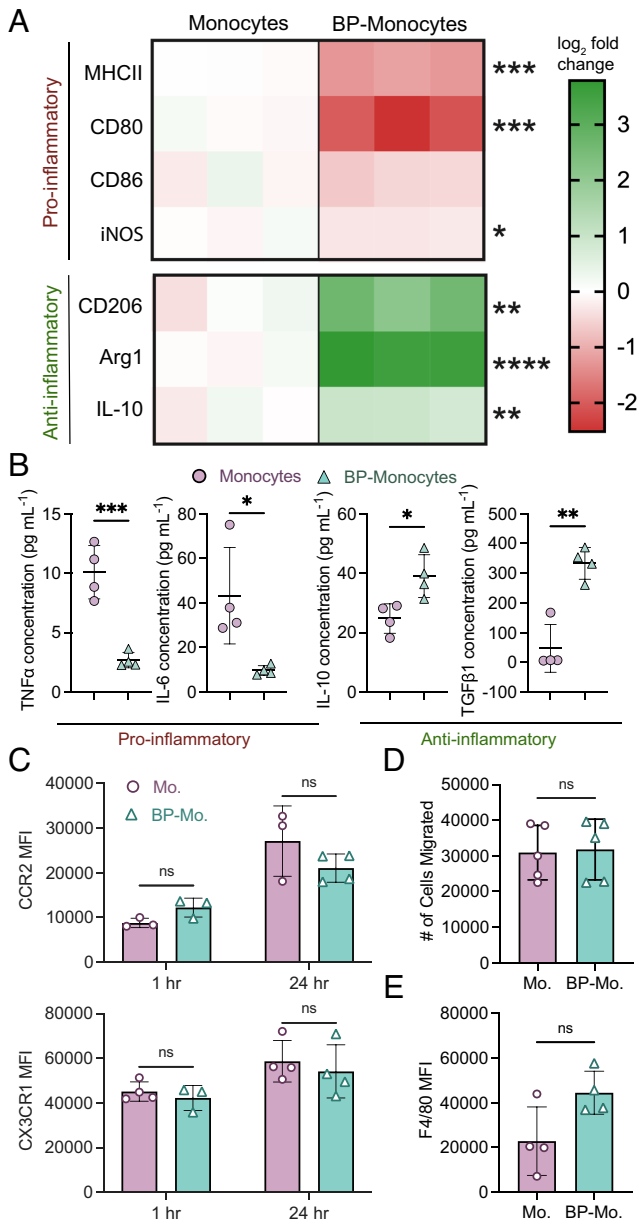 A
Monocytes
BP-Monocytes
log2 fold
change
Pro-inflammatory
MHCII
***
CD80
***
CD86
iNOS
*
Anti-inflammatory
CD206
**
Arg1
****
IL-10
**
3
2
1
0
-1
-2
B
Monocytes
BP-Monocytes
TNFα concentration (pg mL⁻¹)
15
10
5
0
***
IL-6 concentration (pg mL⁻¹)
80
60
40
20
0
*
IL-10 concentration (pg mL⁻¹)
60
40
20
0
*
TGFβ1 concentration (pg mL⁻¹)
500
400
300
200
100
0
-100
**
Pro-inflammatory
Anti-inflammatory
C
Mo.
BP-Mo.
CCR2 MFI
40000
30000
20000
10000
0
ns
ns
1 hr
24 hr
CX3CR1 MFI
80000
60000
40000
20000
0
ns
ns
1 hr
24 hr
D
# of Cells Migrated
50000
40000
30000
20000
10000
0
ns
Mo.
BP-Mo.
E
F4/80 MFI
80000
60000
40000
20000
0
ns
Mo.
BP-Mo.